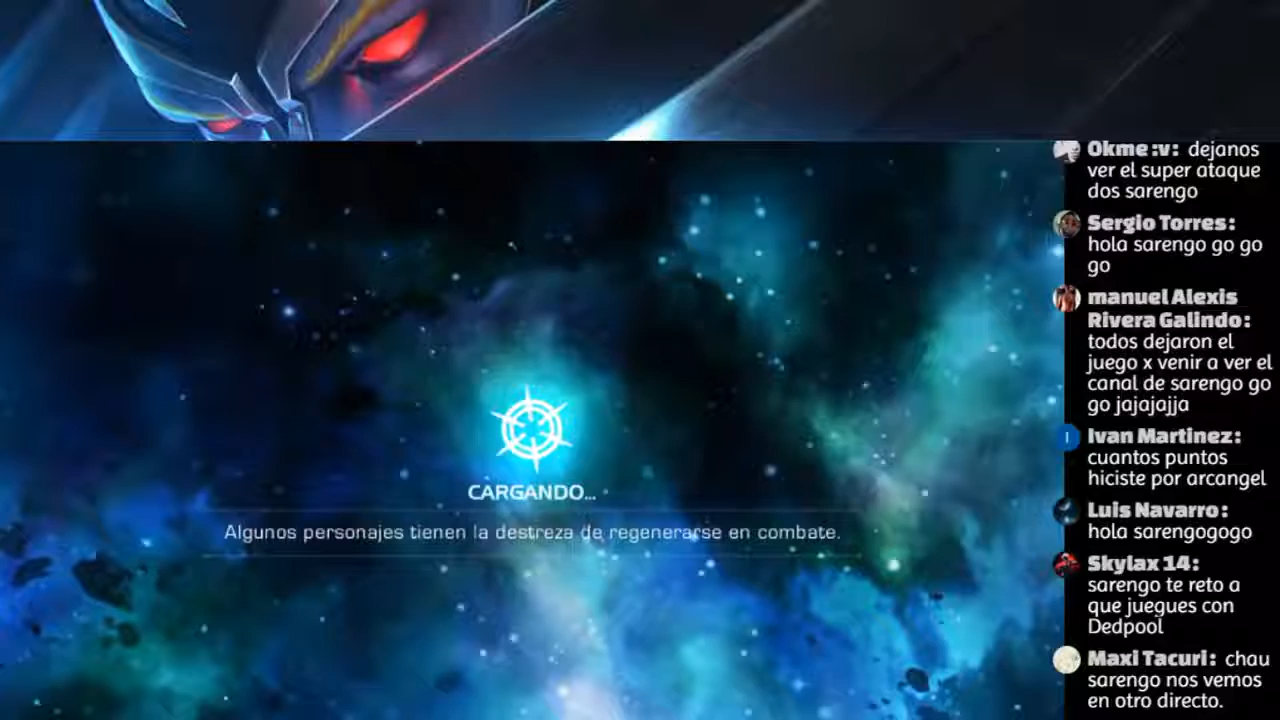 CARGANDO...
Algunos personajes tienen la destreza de regenerarse en combate.
Okme :v: dejanos
ver el super ataque
dos sarengo
Sergio Torres:
hola sarengo go go
go
manuel Alexis
Rivera Galindo:
todos dejaron el
juego x venir a ver el
canal de sarengo go
go jajajajja
I
Ivan Martinez:
cuantos puntos
hiciste por arcangel
Luis Navarro:
hola sarengogogo
Skylax 14:
sarengo te reto a
que juegues con
Dedpool
Maxi Tacuri: chau
sarengo nos vemos
en otro directo.